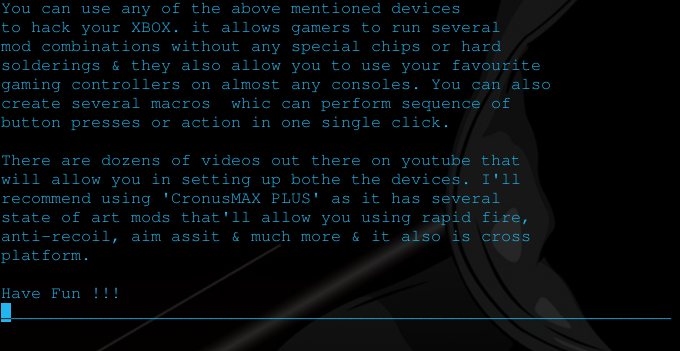 You can use any of the above mentioned devices
to hack your XBOX. it allows gamers to run several
mod combinations without any special chips or hard
solderings & they also allow you to use your favourite
gaming controllers on almost any consoles. You can also
create several macros  whic can perform sequence of
button presses or action in one single click.

There are dozens of videos out there on youtube that
will allow you in setting up bothe the devices. I'll
recommend using 'CronusMAX PLUS' as it has several
state of art mods that'll allow you using rapid fire,
anti-recoil, aim assit & much more & it also is cross
platform.

Have Fun !!!